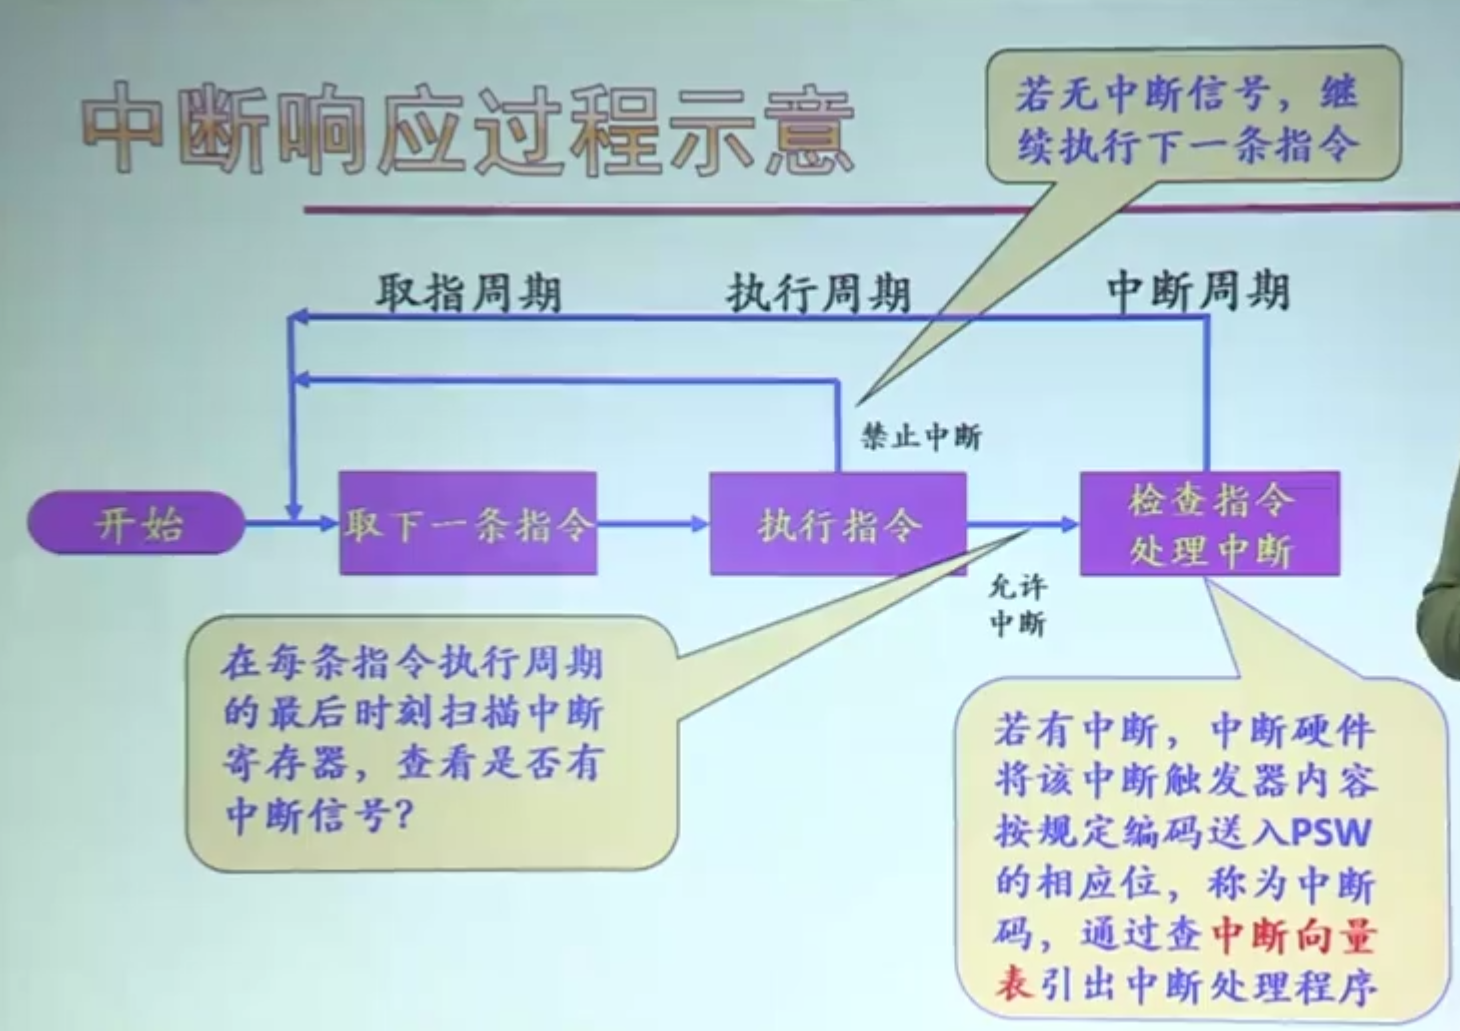 中断响应过程示意
若无中断信号，继
续执行下一条指令
取指周期
执行周期
中断周期
禁止中断
开始
取下一条指令
执行指令
检查指令
处理中断
允许
中断
在每条指令执行周期
的最后时刻扫描中断
寄存器，查看是否有
中断信号？
若有中断，中断硬件
将该中断触发器内容
按规定编码送入PSW
的相应位，称为中断
码，通过查中断向量
表引出中断处理程序